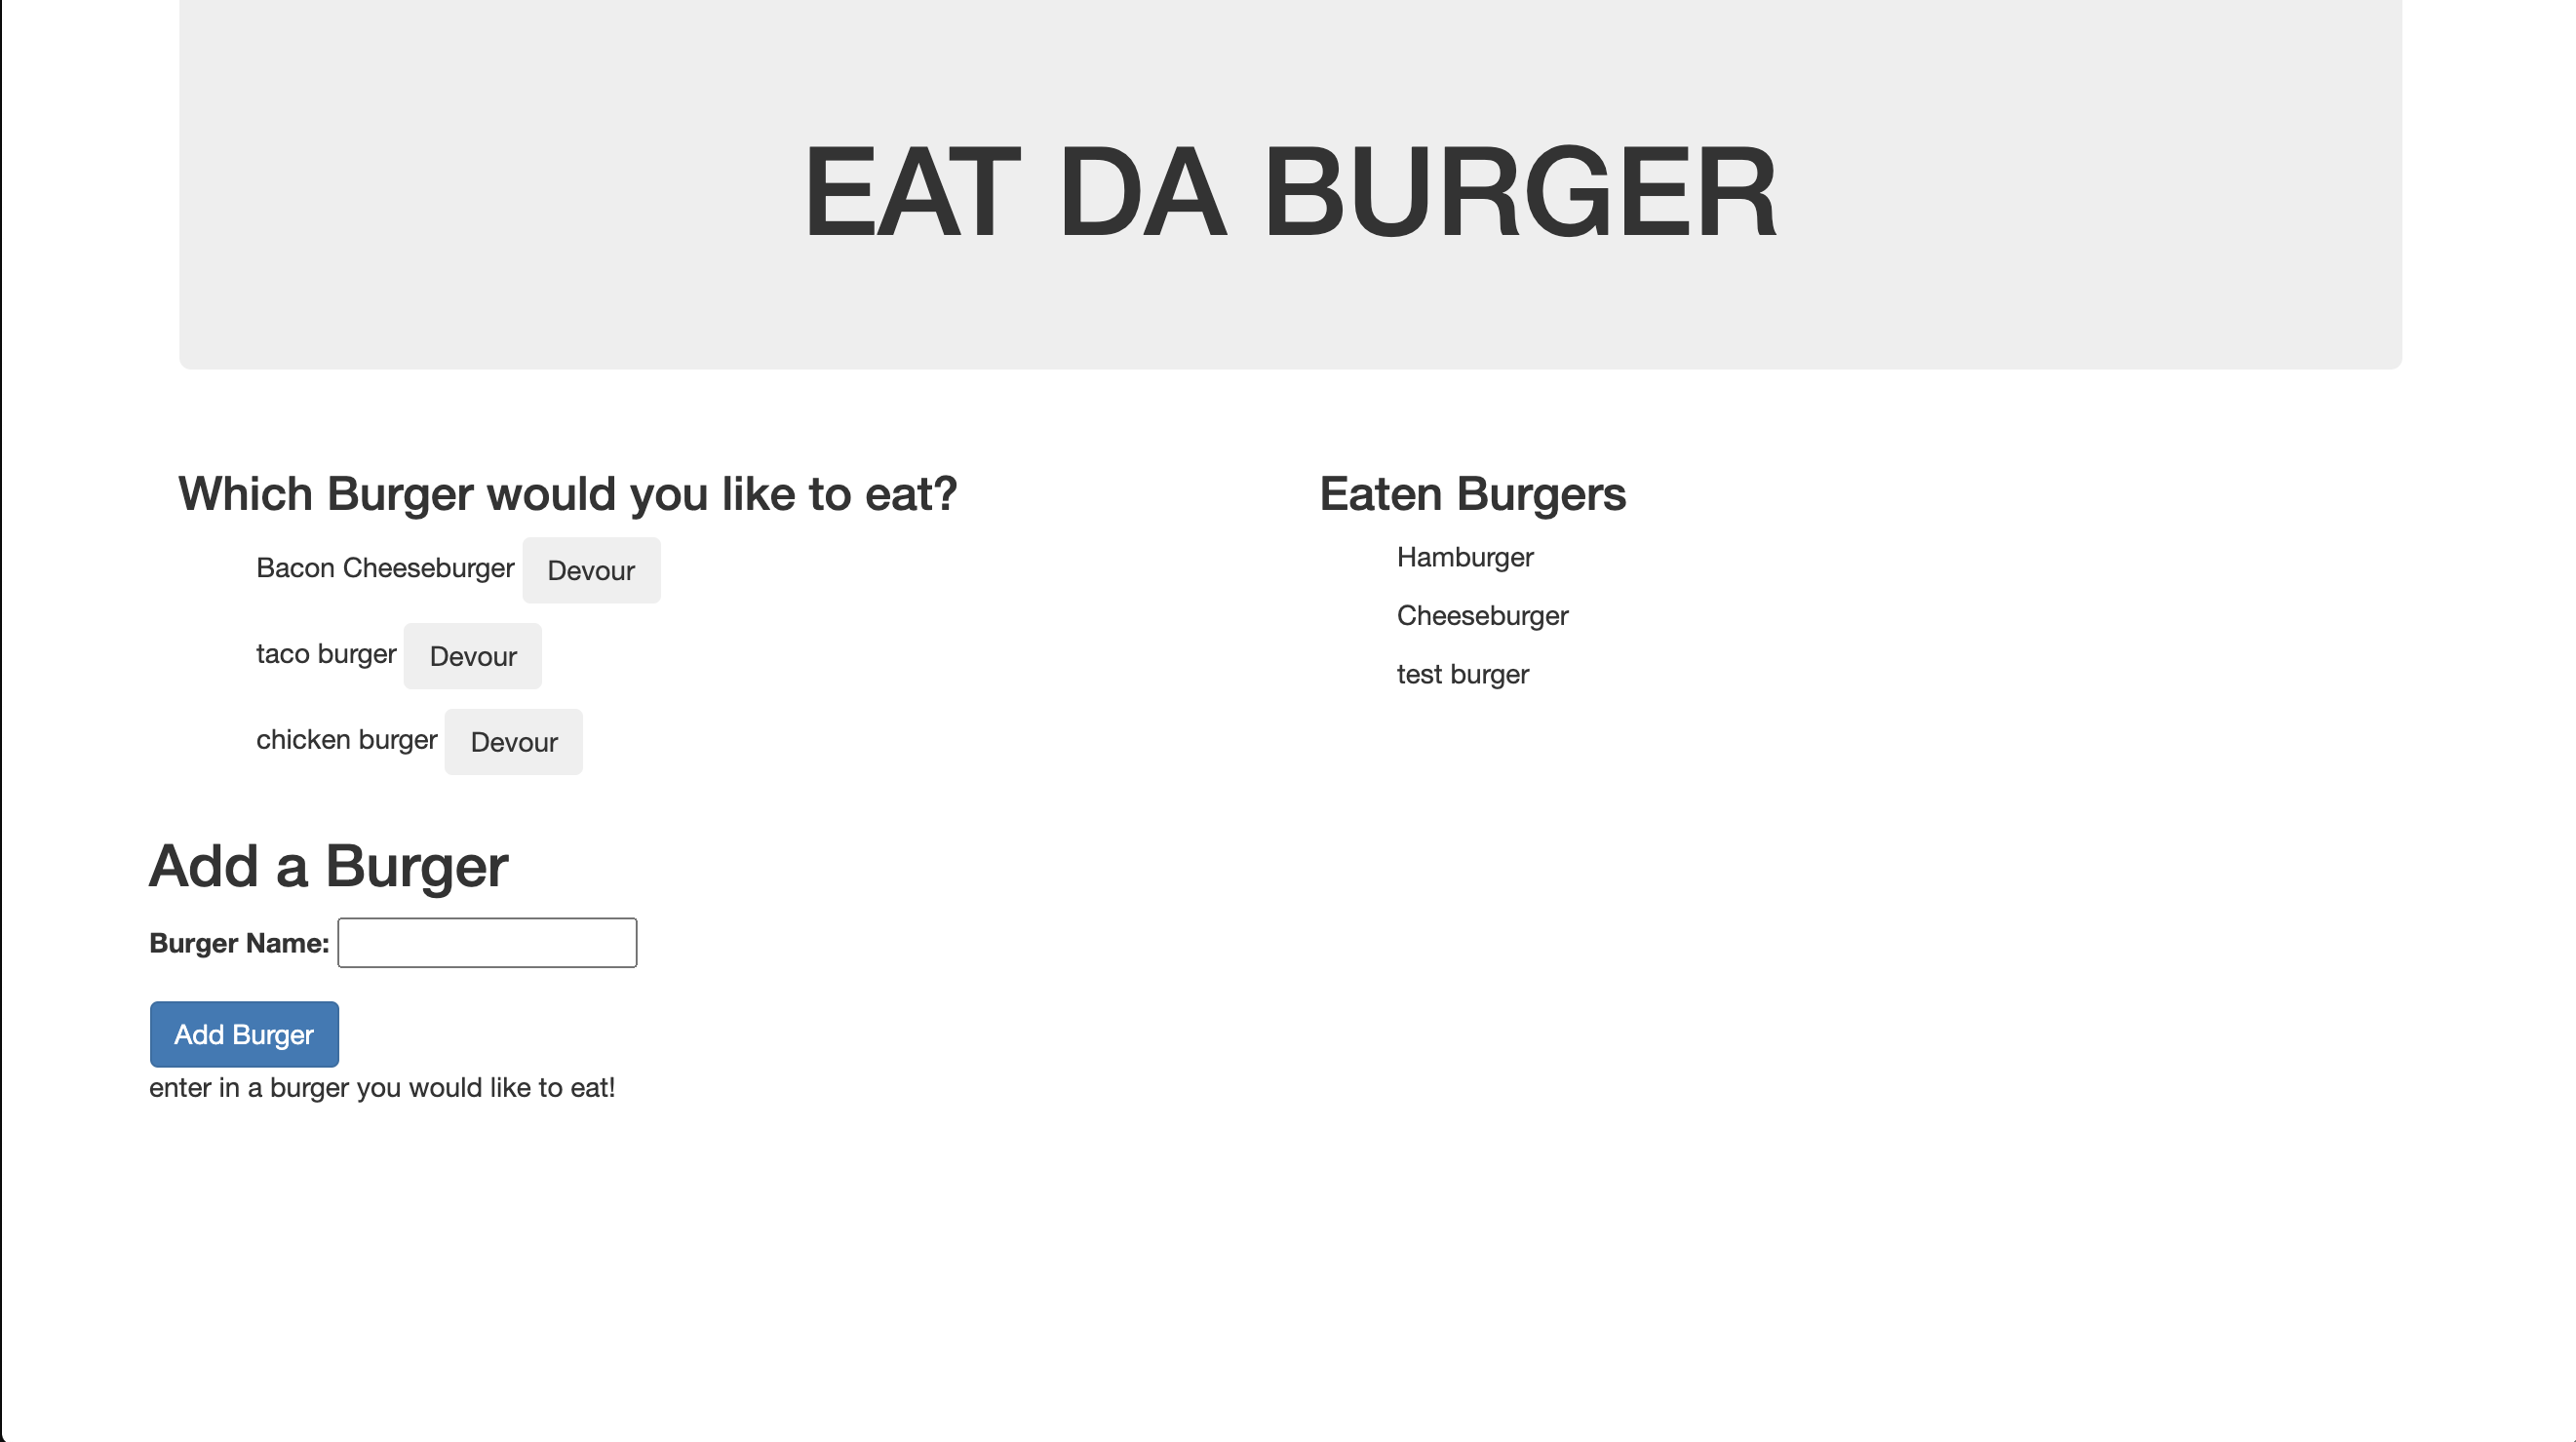 EAT DA BURGER
Which Burger would you like to eat?
Bacon Cheeseburger Devour
taco burger Devour
chicken burger Devour
Eaten Burgers
Hamburger
Cheeseburger
test burger
Add a Burger
Burger Name:
Add Burger
enter in a burger you would like to eat!